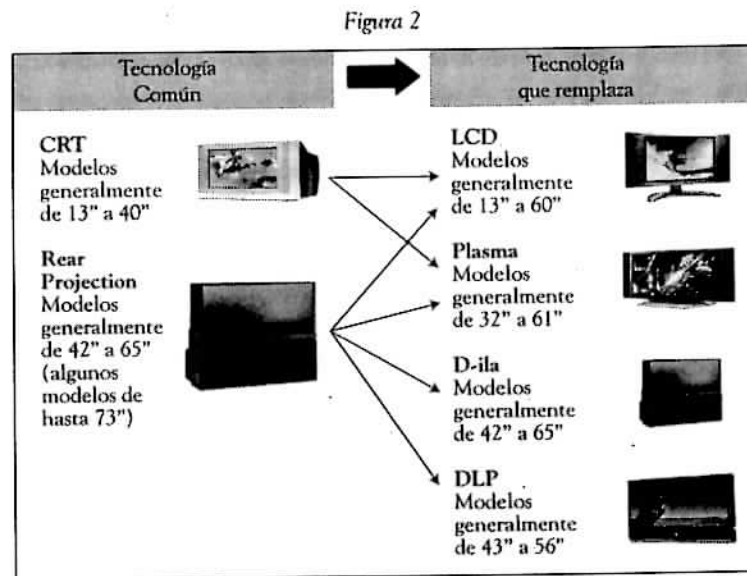 Figura 2
Tecnología
Común
Tecnología
que remplaza
CRT
Modelos
generalmente
de 13" a 40"
Rear
Projection
Modelos
generalmente
de 42" a 65"
(algunos
modelos de
hasta 73")
LCD
Modelos
generalmente
de 13" a 60"
Plasma
Modelos
generalmente
de 32" a 61"
D-ila
Modelos
generalmente
de 42" a 65"
DLP
Modelos
generalmente
de 43" a 56"